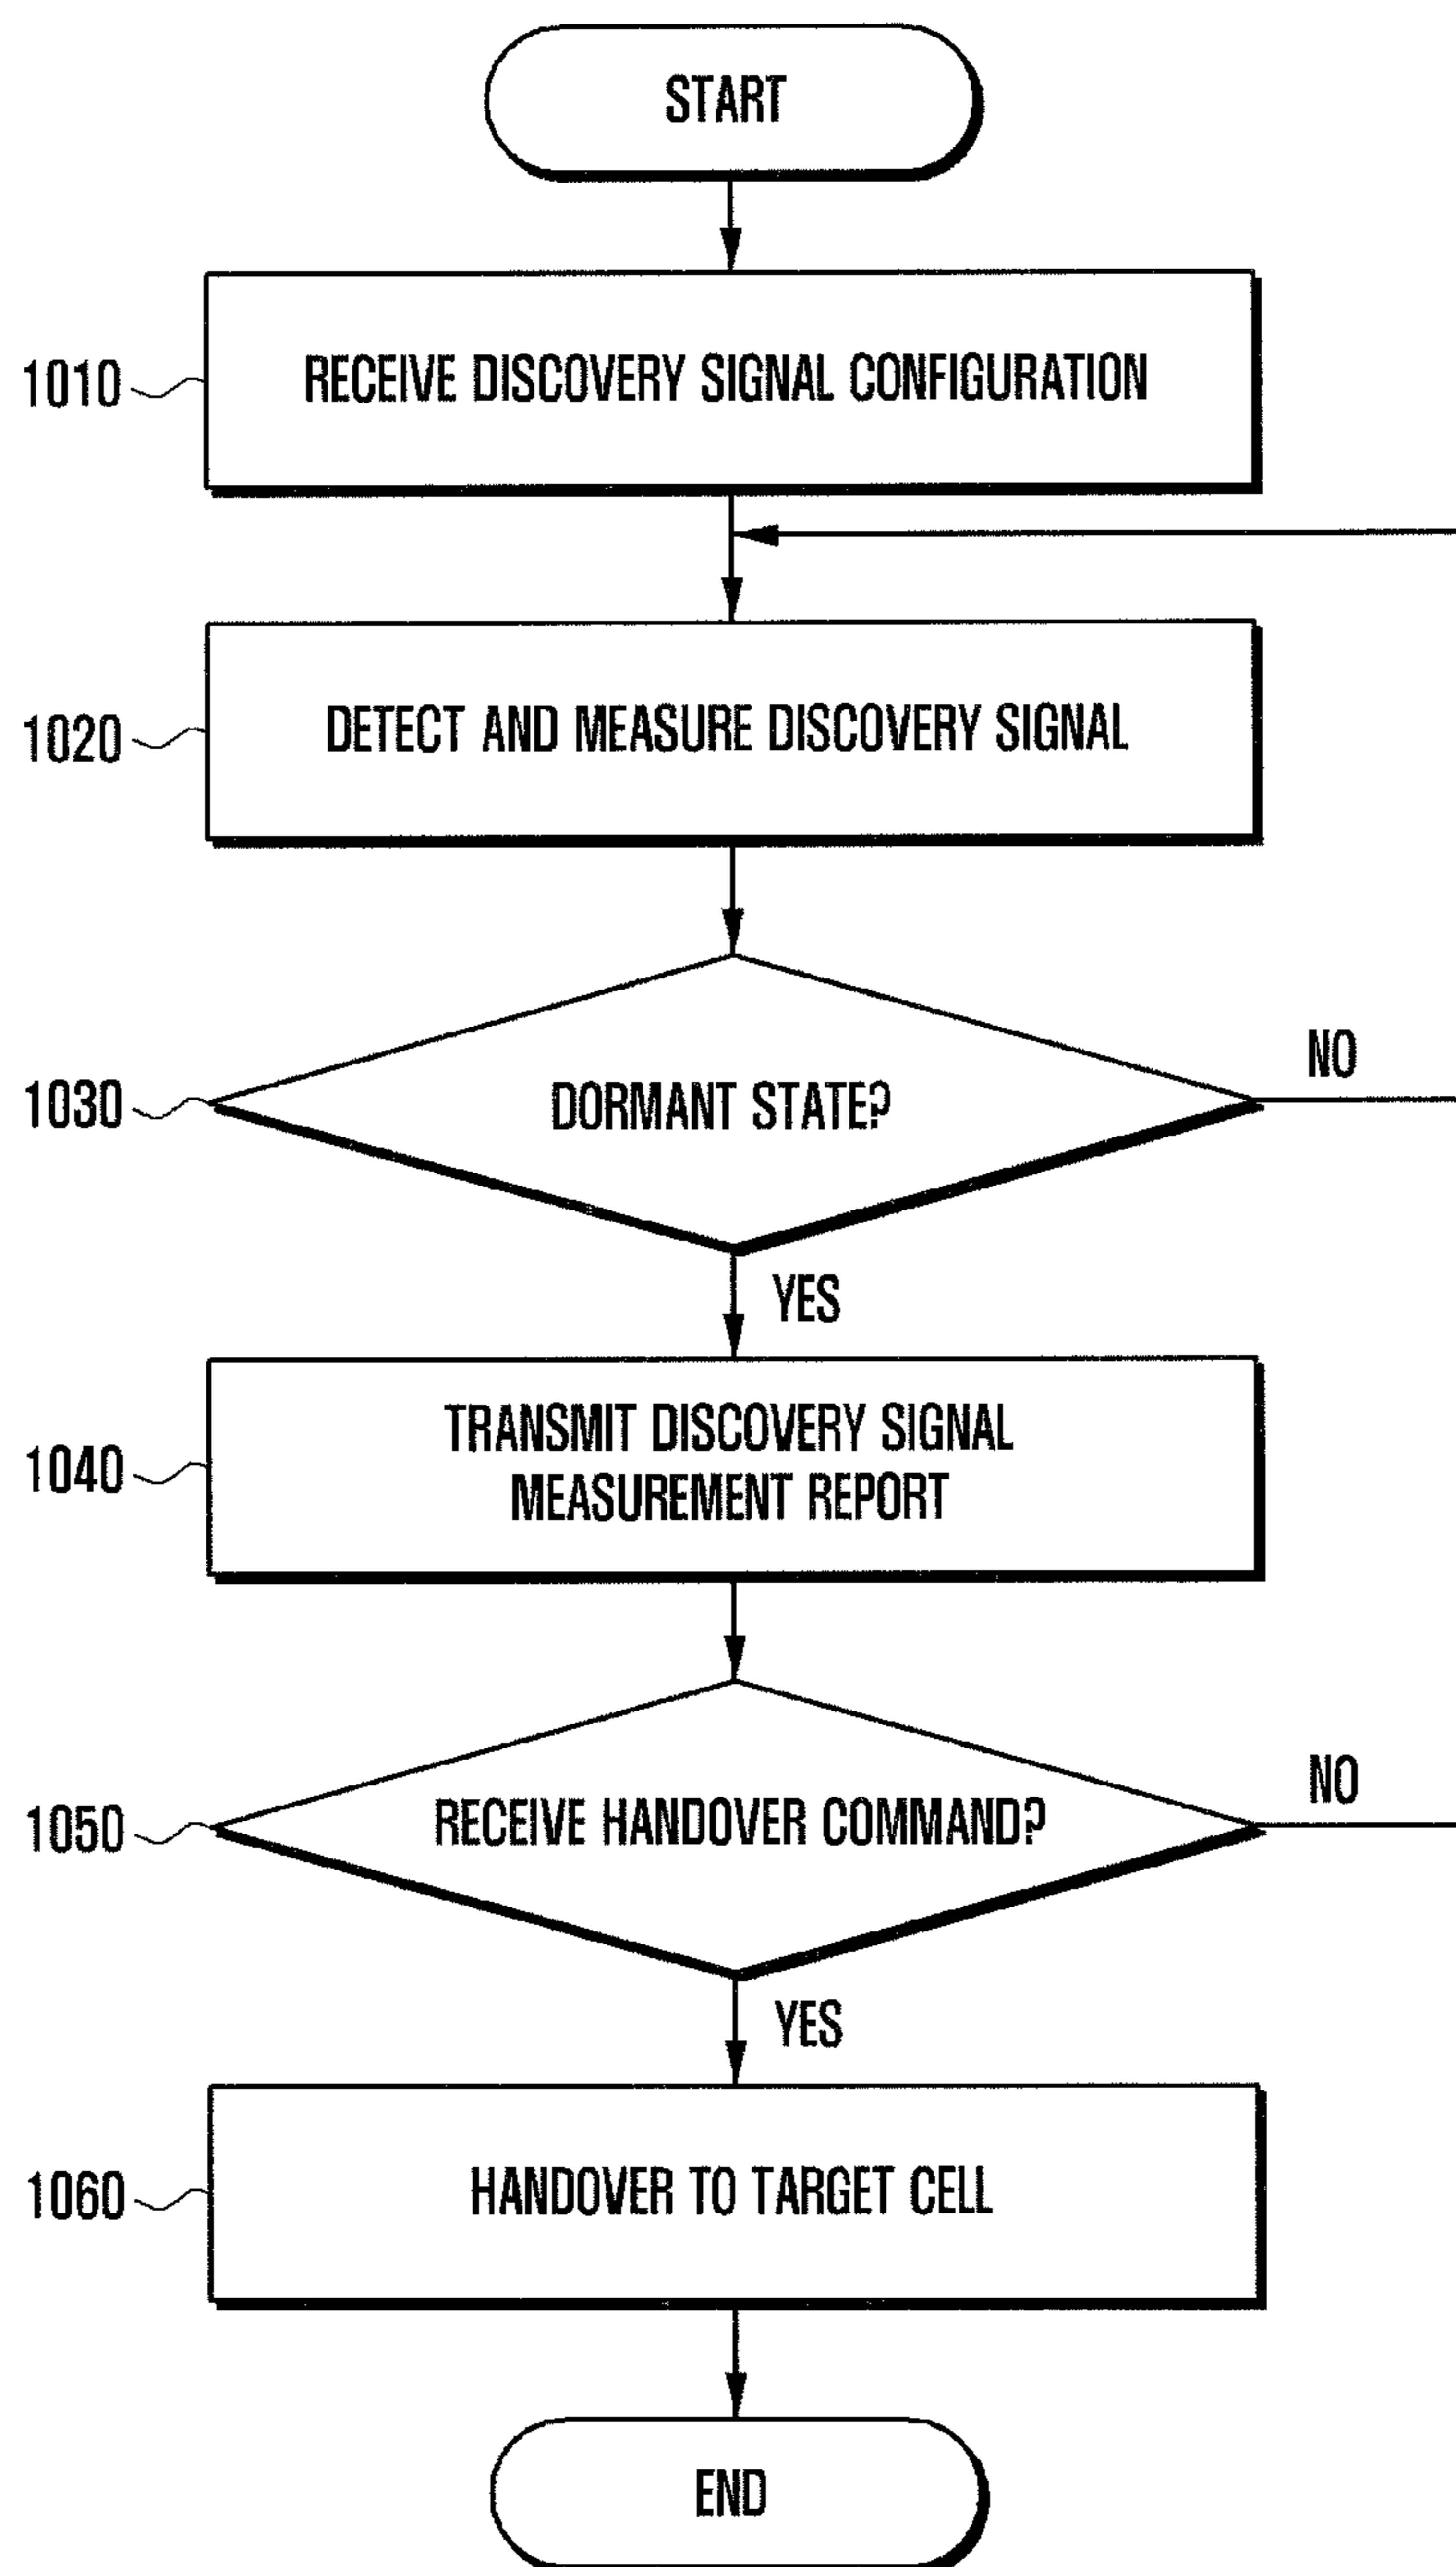 START
1010
RECEIVE DISCOVERY SIGNAL CONFIGURATION
1020
DETECT AND MEASURE DISCOVERY SIGNAL
1030
DORMANT STATE?
NO
YES
1040
TRANSMIT DISCOVERY SIGNAL
MEASUREMENT REPORT
1050
RECEIVE HANDOVER COMMAND?
NO
YES
1060
HANDOVER TO TARGET CELL
END